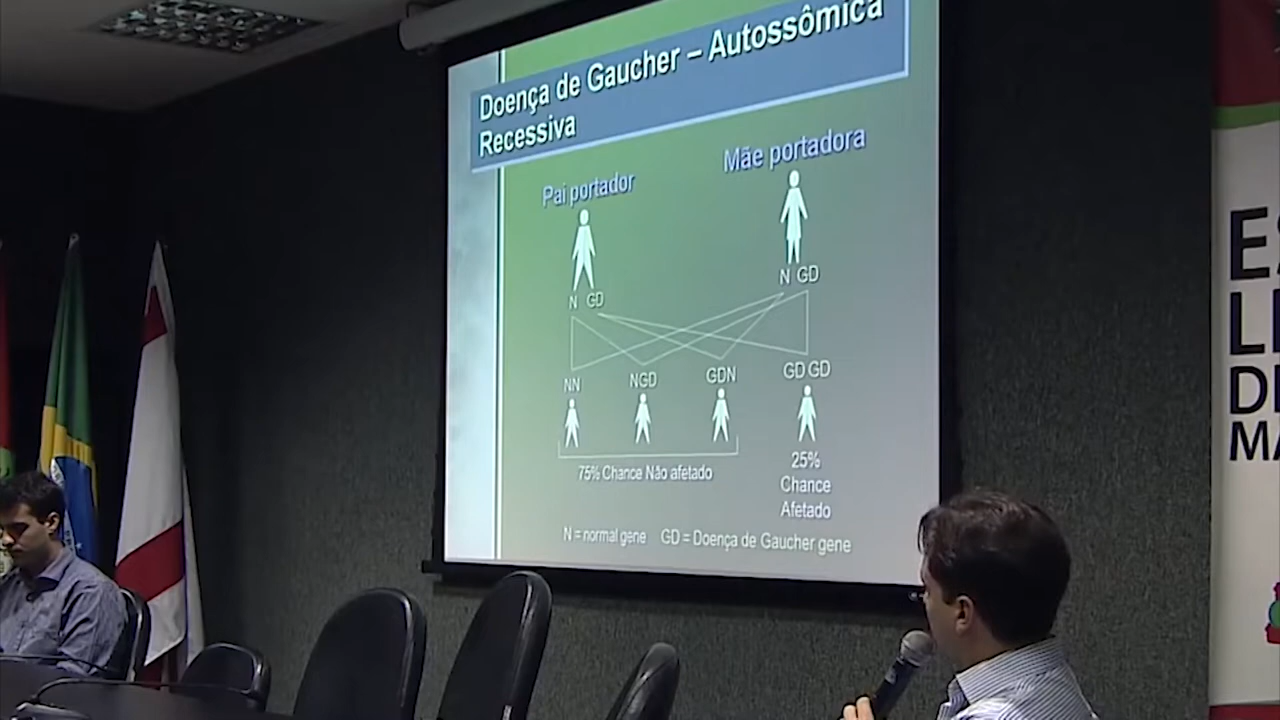 Doença de Gaucher – Autossômica
Recessiva
Pai portador
Mãe portadora
N GD
N GD
NN
NGD
GDN
GD GD
75% Chance Não afetado
25%
Chance
Afetado
N = normal gene GD = Doença de Gaucher gene